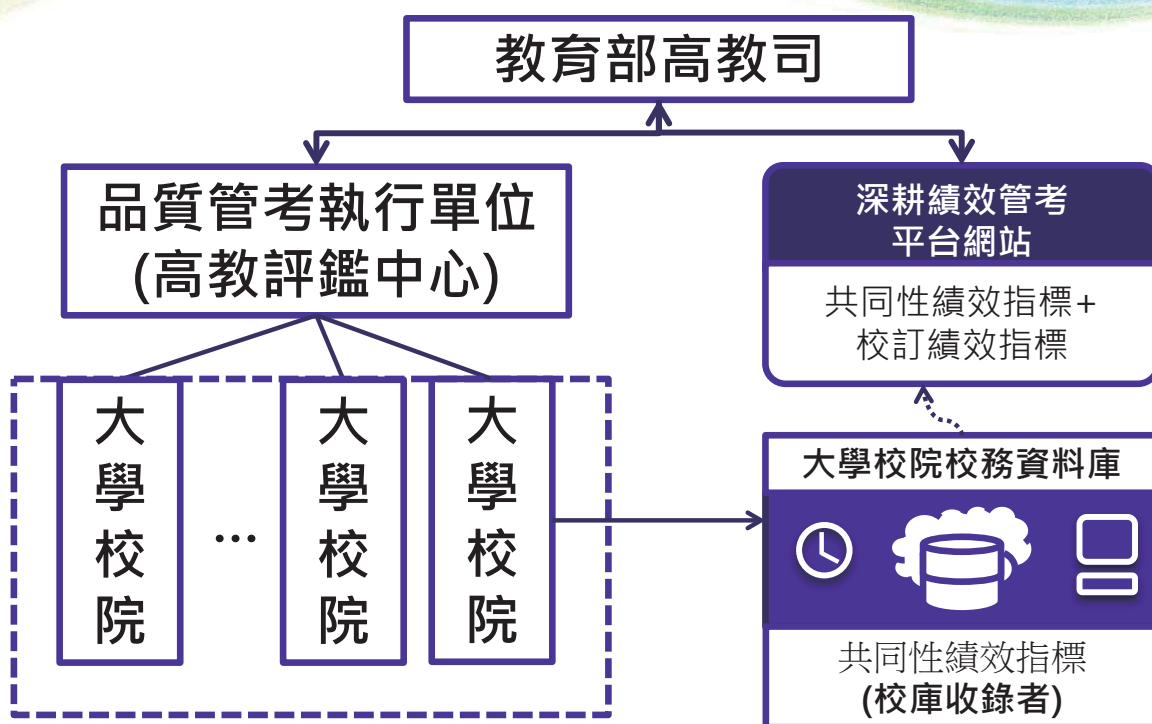 教育部高教司
品質管考執行單位
(高教評鑑中心)
深耕績效管考
平台網站
共同性績效指標+
校訂績效指標
大學校院
...
大學校院
大學校院
大學校院校務資料庫
共同性績效指標
(校庫收錄者)